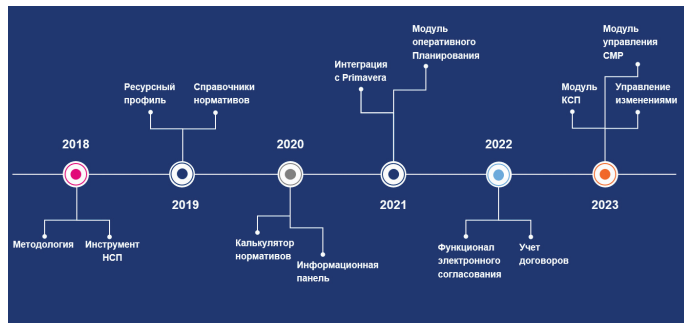 2018
Методология
Инструмент
НСП
Ресурсный
профиль
Справочники
нормативов
2019
2020
Калькулятор
нормативов
Информационная
панель
Интеграция
с Primavera
Модуль
оперативного
Планирования
2021
2022
Функционал
электронного
согласования
Учет
договоров
Модуль
КСП
Модуль
управления
СМР
Управление
изменениями
2023